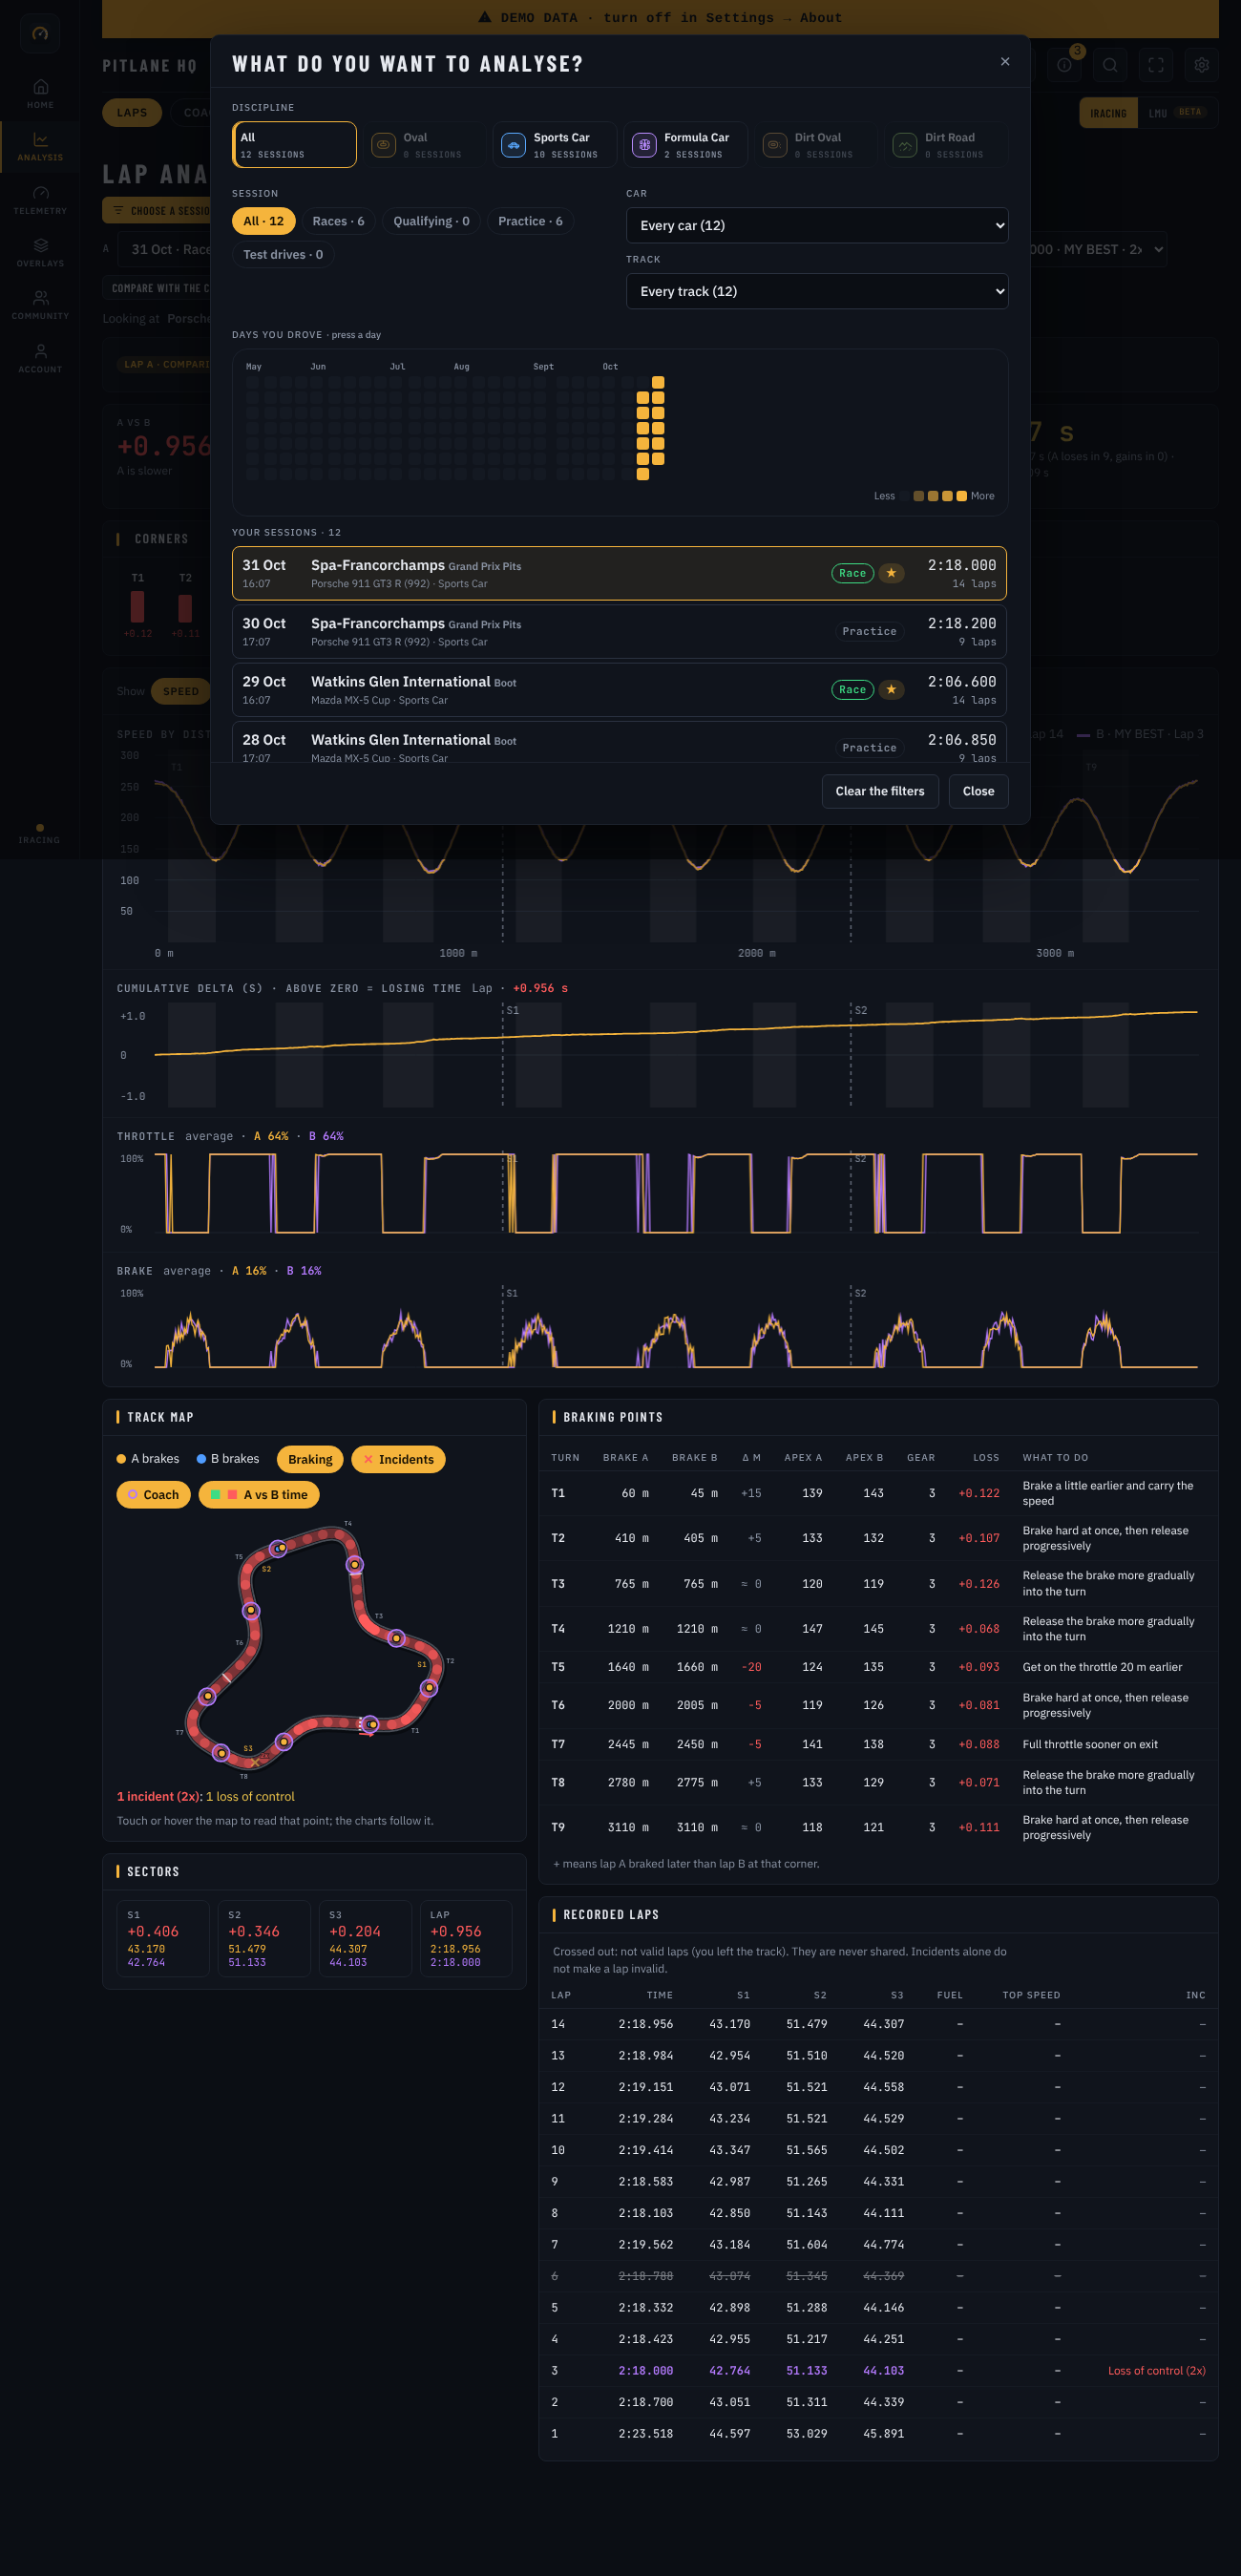 ⚠ DEMO DATA · turn off in Settings → About
PITLANE HQ
3
HOME
ANALYSIS
TELEMETRY
OVERLAYS
COMMUNITY
ACCOUNT
IRACING
LAPS
IRACING
LMU BETA
LAP ANA
CHOOSE A SESSIO
A
31 Oct · Race
000 · MY BEST · 2
COMPARE WITH THE C
Looking at Porsche
LAP A · COMPARI
A VS B
+0.956
A is slower
7 s
7 s (A loses in 9, gains in 0) ·
09 s
CORNERS
T1 T2
+0.12 +0.11
Show SPEED
WHAT DO YOU WANT TO ANALYSE?
×
DISCIPLINE
All
12 SESSIONS
Oval
0 SESSIONS
Sports Car
10 SESSIONS
Formula Car
2 SESSIONS
Dirt Oval
0 SESSIONS
Dirt Road
0 SESSIONS
SESSION
All · 12
Races · 6
Qualifying · 0
Practice · 6
Test drives · 0
CAR
Every car (12)
TRACK
Every track (12)
DAYS YOU DROVE · press a day
May Jun Jul Aug Sept Oct
Less More
YOUR SESSIONS · 12
31 Oct Spa-Francorchamps Grand Prix Pits Race ★ 2:18.000
16:07 Porsche 911 GT3 R (992) · Sports Car 14 laps
30 Oct Spa-Francorchamps Grand Prix Pits Practice 2:18.200
17:07 Porsche 911 GT3 R (992) · Sports Car 9 laps
29 Oct Watkins Glen International Boot Race ★ 2:06.600
16:07 Mazda MX-5 Cup · Sports Car 14 laps
28 Oct Watkins Glen International Boot Practice 2:06.850
17:07 Mazda MX-5 Cup · Sports Car 9 laps
Clear the filters
Close
SPEED BY DIST
ap 14 B · MY BEST · Lap 3
300
250
200
150
100
50
T1
T9
0 m 1000 m 2000 m 3000 m
CUMULATIVE DELTA (S) · ABOVE ZERO = LOSING TIME Lap · +0.956 s
+1.0
0
-1.0
S1 S2
THROTTLE average · A 64% · B 64%
100%
0%
S1 S2
BRAKE average · A 16% · B 16%
100%
0%
S1 S2
TRACK MAP
A brakes B brakes Braking × Incidents
Coach A vs B time
T4
T5
S2
T3
T6
T2
S1
T7
T1
S3
T8
1 incident (2x): 1 loss of control
Touch or hover the map to read that point; the charts follow it.
SECTORS
S1 S2 S3 LAP
+0.406 +0.346 +0.204 +0.956
43.170 51.479 44.307 2:18.956
42.764 51.133 44.103 2:18.000
BRAKING POINTS
TURN BRAKE A BRAKE B Δ M APEX A APEX B GEAR LOSS WHAT TO DO
T1 60 m 45 m +15 139 143 3 +0.122 Brake a little earlier and carry the
speed
T2 410 m 405 m +5 133 132 3 +0.107 Brake hard at once, then release
progressively
T3 765 m 765 m ≈ 0 120 119 3 +0.126 Release the brake more gradually
into the turn
T4 1210 m 1210 m ≈ 0 147 145 3 +0.068 Release the brake more gradually
into the turn
T5 1640 m 1660 m -20 124 135 3 +0.093 Get on the throttle 20 m earlier
T6 2000 m 2005 m -5 119 126 3 +0.081 Brake hard at once, then release
progressively
T7 2445 m 2450 m -5 141 138 3 +0.088 Full throttle sooner on exit
T8 2780 m 2775 m +5 133 129 3 +0.071 Release the brake more gradually
into the turn
T9 3110 m 3110 m ≈ 0 118 121 3 +0.111 Brake hard at once, then release
progressively
+ means lap A braked later than lap B at that corner.
RECORDED LAPS
Crossed out: not valid laps (you left the track). They are never shared. Incidents alone do
not make a lap invalid.
LAP TIME S1 S2 S3 FUEL TOP SPEED INC
14 2:18.956 43.170 51.479 44.307 – – –
13 2:18.984 42.954 51.510 44.520 – – –
12 2:19.151 43.071 51.521 44.558 – – –
11 2:19.284 43.234 51.521 44.529 – – –
10 2:19.414 43.347 51.565 44.502 – – –
9 2:18.583 42.987 51.265 44.331 – – –
8 2:18.103 42.850 51.143 44.111 – – –
7 2:19.562 43.184 51.604 44.774 – – –
6 2:18.788 43.074 51.345 44.369 – – –
5 2:18.332 42.898 51.288 44.146 – – –
4 2:18.423 42.955 51.217 44.251 – – –
3 2:18.000 42.764 51.133 44.103 – – Loss of control (2x)
2 2:18.700 43.051 51.311 44.339 – – –
1 2:23.518 44.597 53.029 45.891 – – –